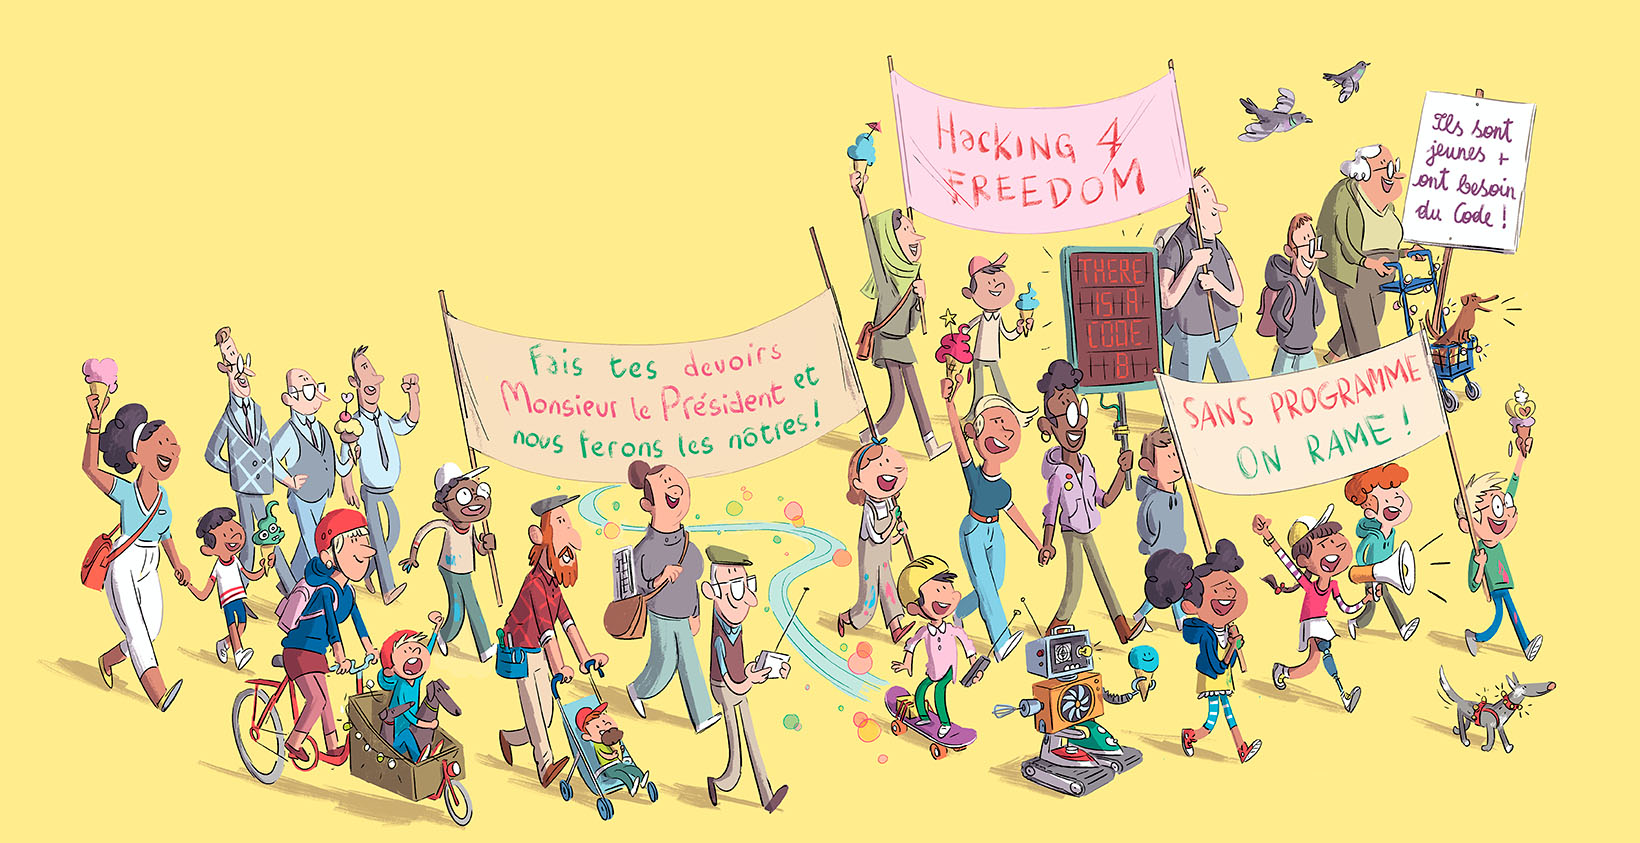 Hacking 4
FREEDOM
Ils sont
jeunes +
ont besoin
du Code !
THERE
IS A
CODE
1B
Fais tes devoirs
Monsieur le Président et
nous ferons les nôtres !
SANS PROGRAMME
ON RAME !